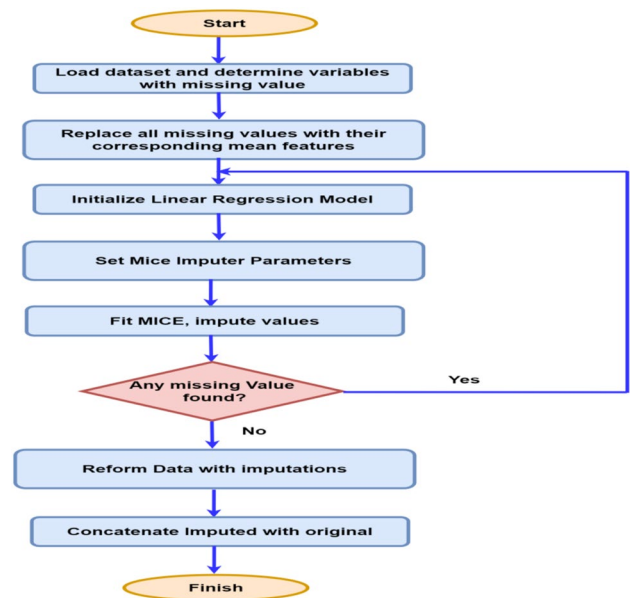 Start
Load dataset and determine variables
with missing value
Replace all missing values with their
corresponding mean features
Initialize Linear Regression Model
Set Mice Imputer Parameters
Fit MICE, impute values
Any missing Value
found?
Yes
No
Reform Data with imputations
Concatenate Imputed with original
Finish